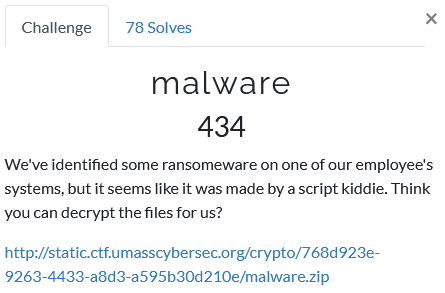 Challenge
78 Solves
×
malware
434
We've identified some ransomeware on one of our employee's
systems, but it seems like it was made by a script kiddie. Think
you can decrypt the files for us?
http://static.ctf.umasscybersec.org/crypto/768d923e-
9263-4433-a8d3-a595b30d210e/malware.zip